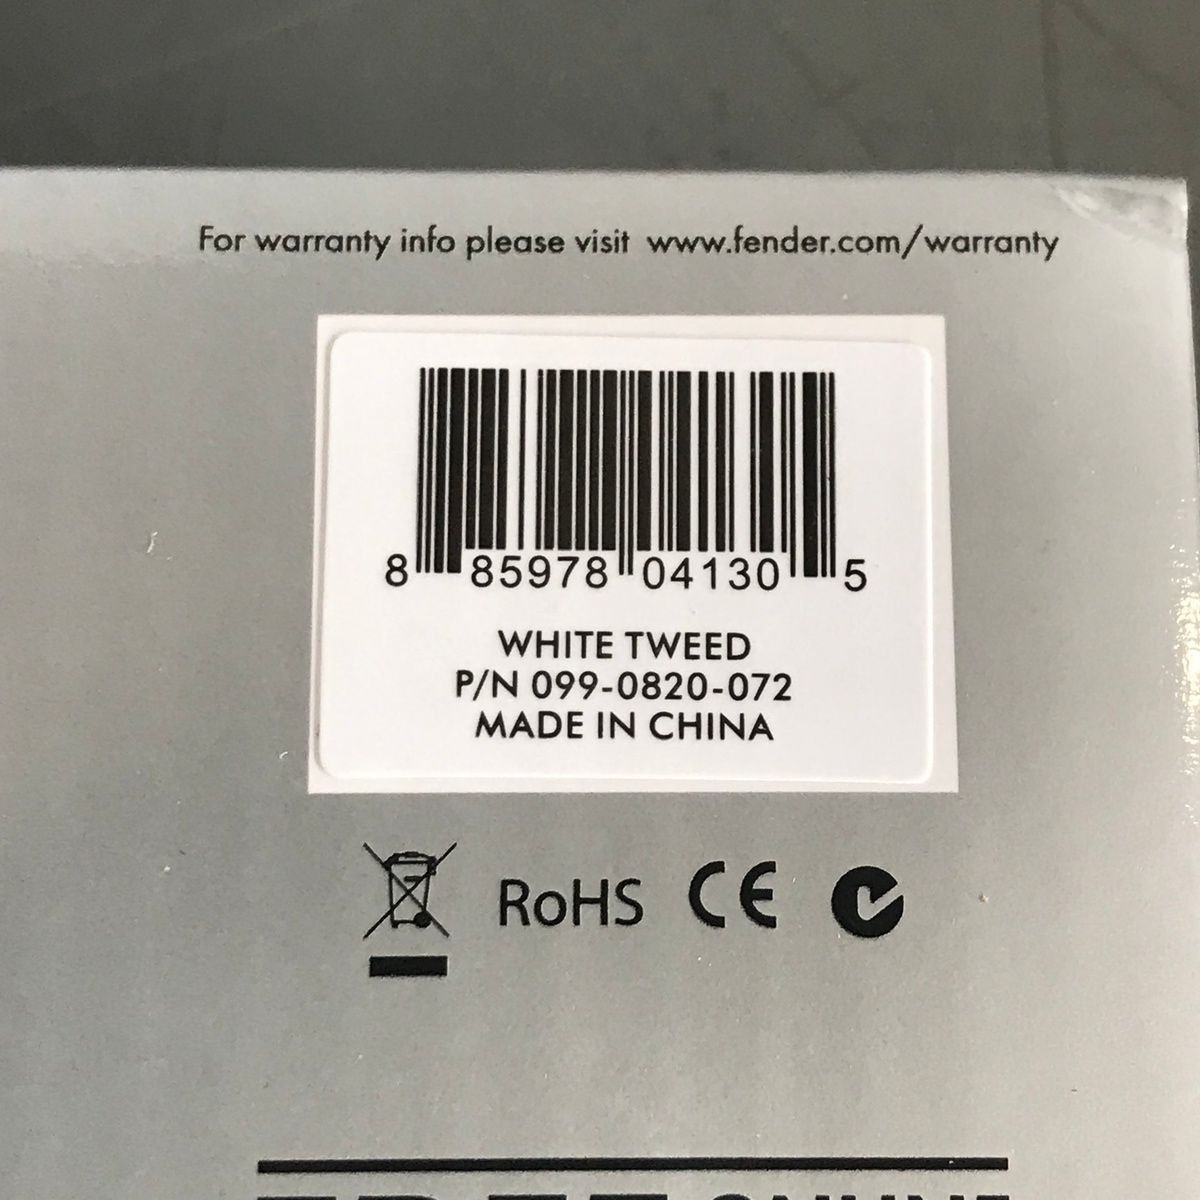 For warranty info please visit www.fender.com/warranty
8 85978 04130 5
WHITE TWEED
P/N 099-0820-072
MADE IN CHINA
RoHS CE